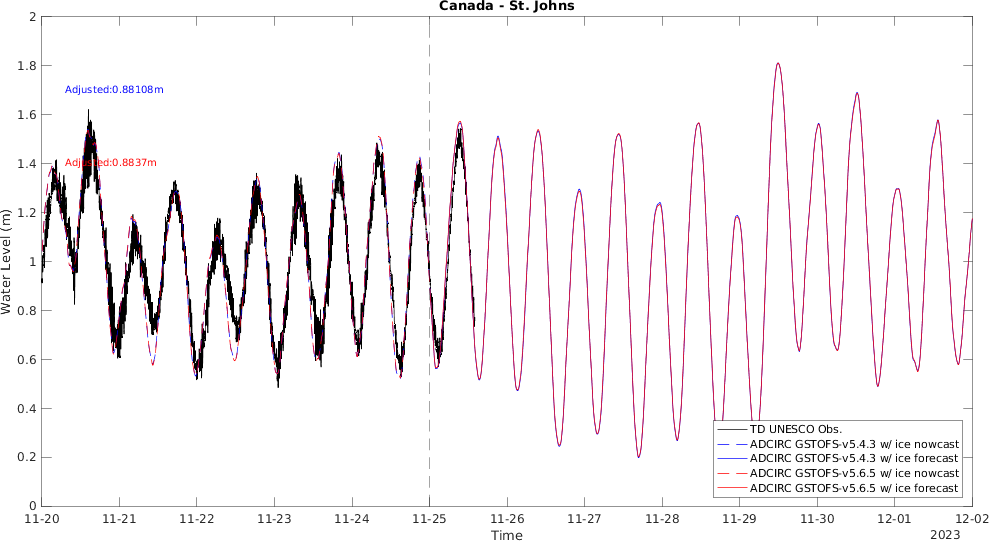 Canada - St. Johns
2
1.8
1.6
1.4
1.2
1
0.8
0.6
0.4
0.2
0
Water Level (m)
Adjusted:0.88108m
Adjusted:0.8837m
TD UNESCO Obs.
ADCIRC GSTOFS-v5.4.3 w/ ice nowcast
ADCIRC GSTOFS-v5.4.3 w/ ice forecast
ADCIRC GSTOFS-v5.6.5 w/ ice nowcast
ADCIRC GSTOFS-v5.6.5 w/ ice forecast
11-20 11-21 11-22 11-23 11-24 11-25 11-26 11-27 11-28 11-29 11-30 12-01 12-02
Time
2023